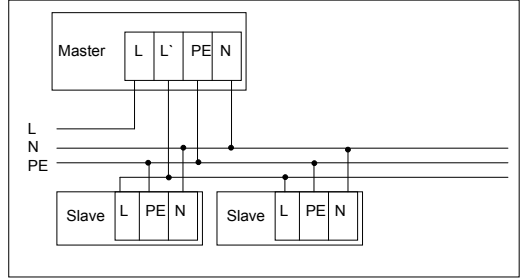 Master L L` PE N
L
N
PE
Slave L PE N Slave L PE N